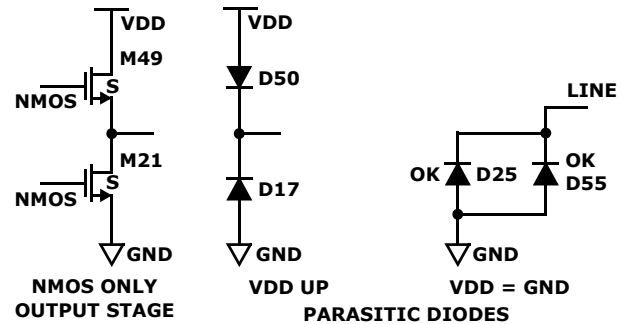 VDD
M49
S
NMOS
M21
S
NMOS
GND
NMOS ONLY
OUTPUT STAGE
VDD
D50
D17
GND
VDD UP
LINE
OK D25
OK
D55
GND
VDD = GND
PARASITIC DIODES